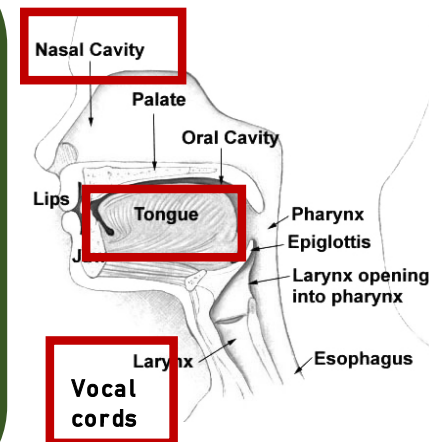 Nasal Cavity
Palate
Oral Cavity
Lips
Tongue
Pharynx
Epiglottis
Larynx opening
into pharynx
Larynx
Esophagus
Vocal
cords